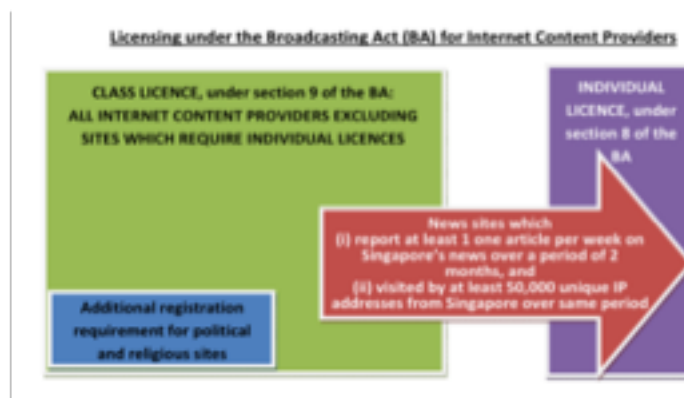 Licensing under the Broadcasting Act (BA) for Internet Content Providers
CLASS LICENCE, under section 9 of the BA:
ALL INTERNET CONTENT PROVIDERS EXCLUDING
SITES WHICH REQUIRE INDIVIDUAL LICENCES
INDIVIDUAL
LICENCE, under
section 8 of the
BA
News sites which
(i) report at least 1 one article per week on
Singapore's news over a period of 2
months, and
(ii) visited by at least 50,000 unique IP
addresses from Singapore over same period
Additional registration
requirement for political
and religious sites